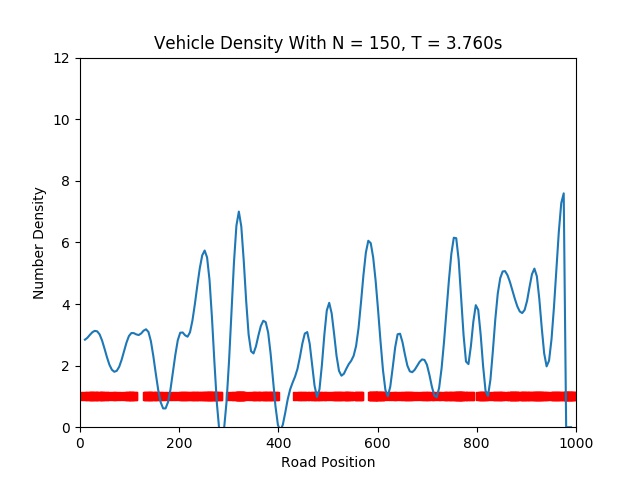 Vehicle Density With N = 150, T = 3.760s
12
10
8
6
4
2
0
Number Density
0 200 400 600 800 1000
Road Position